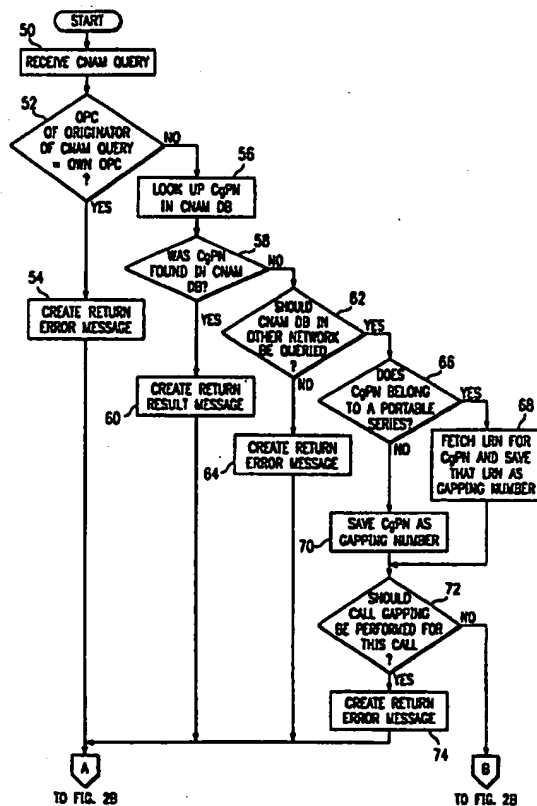 START
50
RECEIVE CNAM QUERY
52
OPC
OF ORIGINATOR
OF CNAM QUERY
= OWN OPC
?
NO
YES
56
LOOK UP CgPN
IN CNAM DB
58
WAS CgPN
FOUND IN CNAM
DB?
NO
YES
54
CREATE RETURN
ERROR MESSAGE
62
SHOULD
CNAM DB IN
OTHER NETWORK
BE QUERIED
?
YES
NO
60
CREATE RETURN
RESULT MESSAGE
66
DOES
CgPN BELONG
TO A PORTABLE
SERIES?
YES
NO
64
CREATE RETURN
ERROR MESSAGE
68
FETCH LRN FOR
CgPN AND SAVE
THAT LRN AS
GAPPING NUMBER
70
SAVE CgPN AS
GAPPING NUMBER
72
SHOULD
CALL GAPPING
BE PERFORMED FOR
THIS CALL
?
NO
YES
CREATE RETURN
ERROR MESSAGE
74
A
TO FIG. 2B
B
TO FIG. 2B